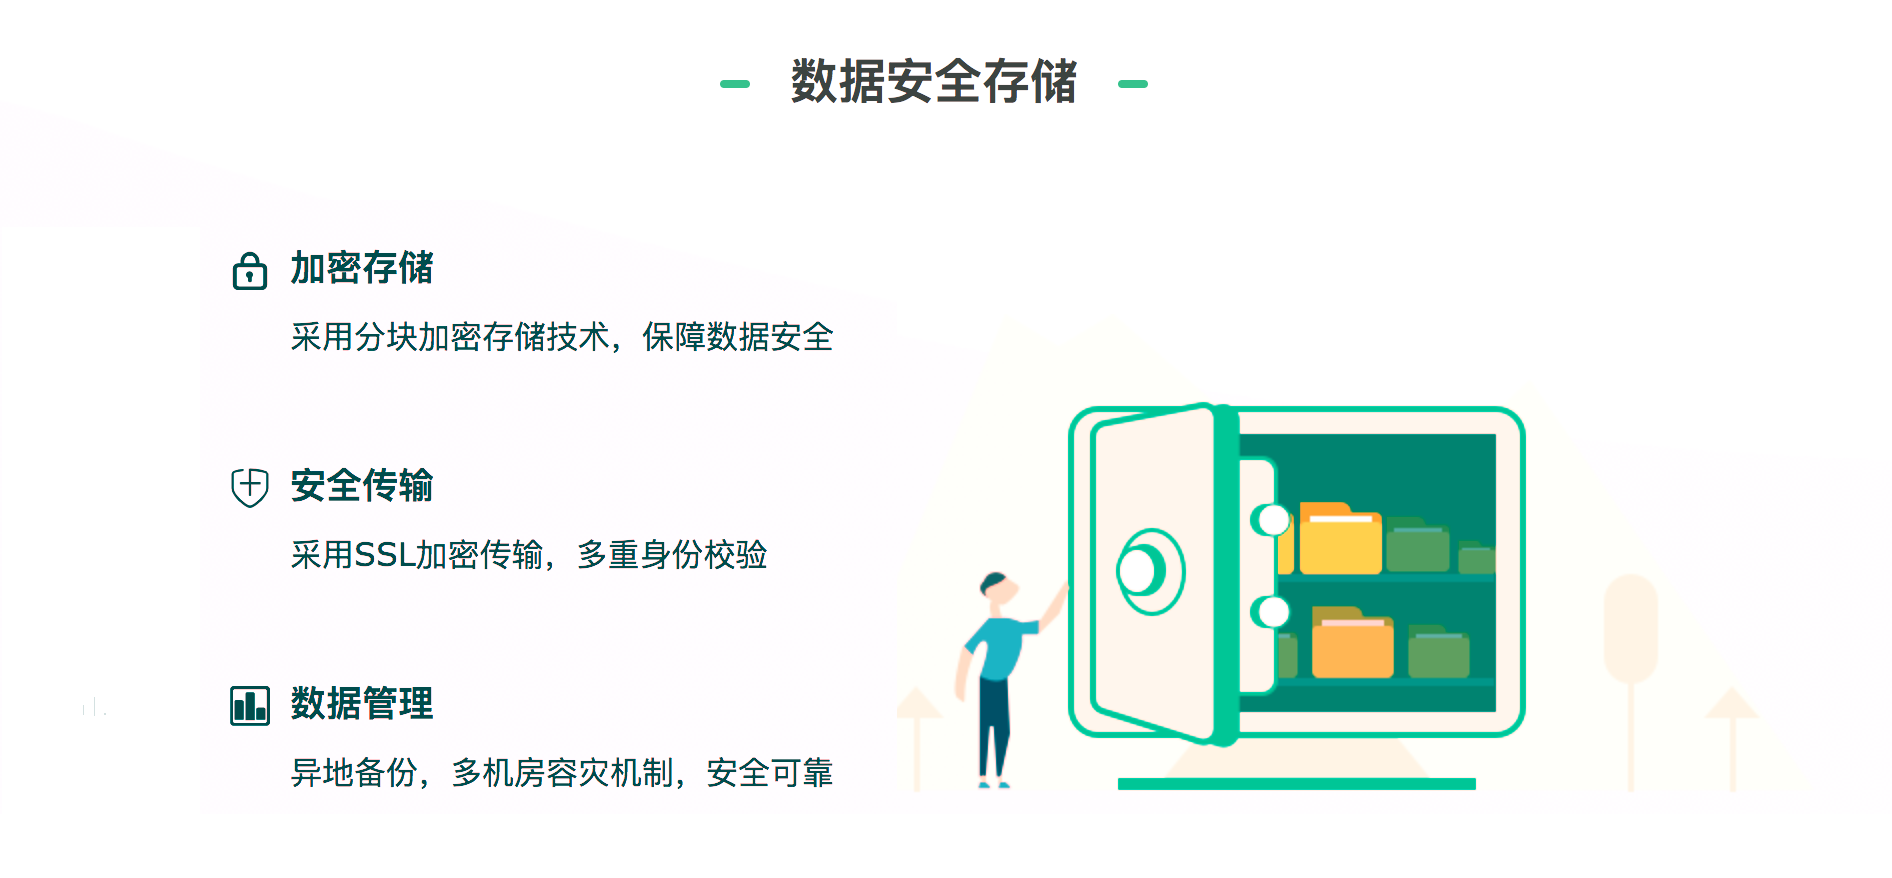 数据安全存储
加密存储
采用分块加密存储技术，保障数据安全
安全传输
采用SSL加密传输，多重身份校验
数据管理
异地备份，多机房容灾机制，安全可靠